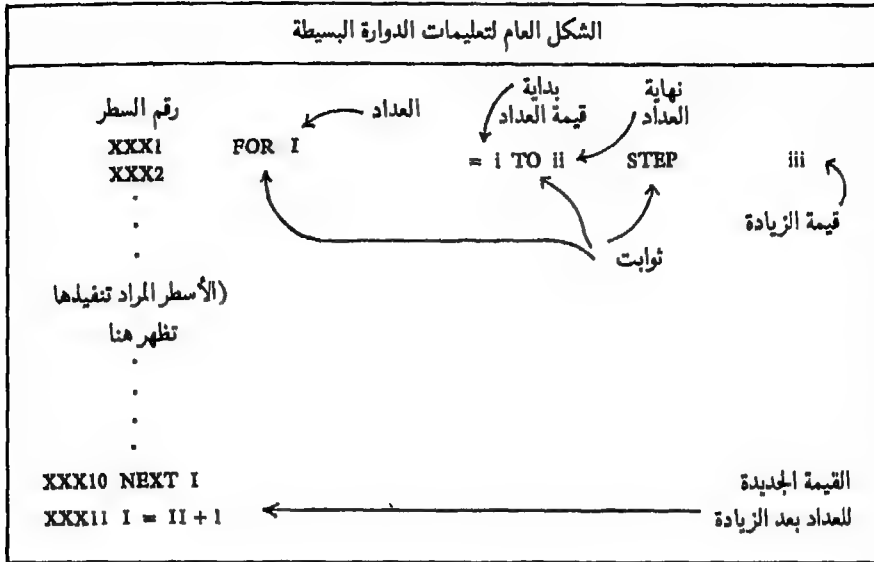 الشكل العام لتعليمات الدوارة البسيطة
نهاية
العداد
بداية
قيمة العداد
العداد
رقم السطر
XXX1 FOR I = i TO ii STEP iii
XXX2
.
.
.
قيمة الزيادة
ثوابت
(الأسطر المراد تنفيذها
تظهر هنا
.
.
.
.
XXX10 NEXT I
القيمة الجديدة
XXX11 I = II + 1
للعداد بعد الزيادة